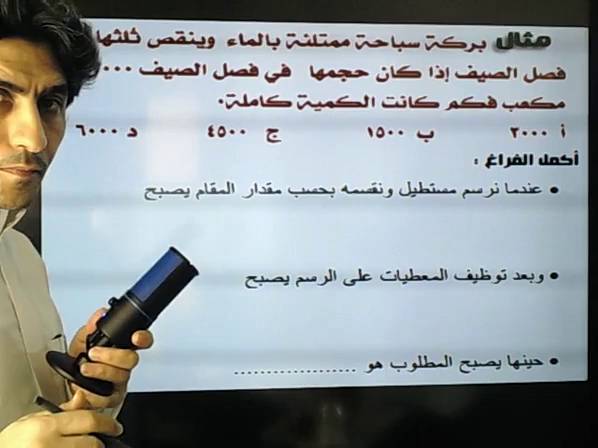 مثال بركة سباحة ممتلئة بالماء وينقص ثلثها
فصل الصيف إذا كان حجمها في فصل الصيف
مكعب فكم كانت الكمية كاملة.
أ ٢٠٠٠ ب ١٥٠٠ ج ٤٥٠٠ د ٦٠٠٠
أكمل الفراغ :
• عندما نرسم مستطيل ونقسمه بحسب مقدار المقام يصبح
• وبعد توظيف المعطيات على الرسم يصبح
• حينها يصبح المطلوب هو ..................